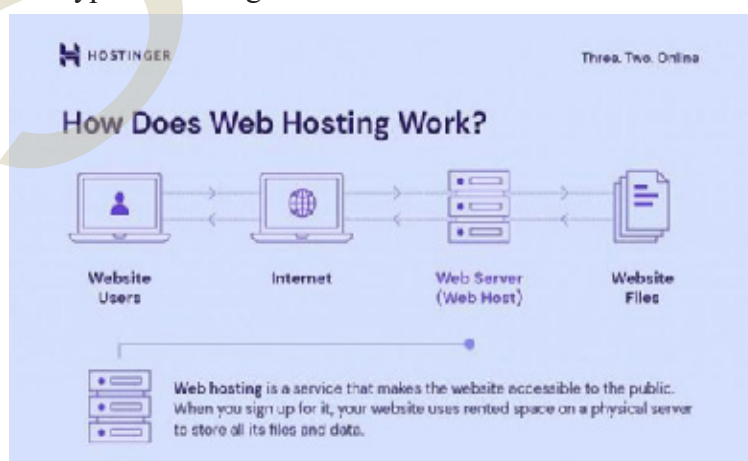 HOSTINGER
Three. Two. Online
How Does Web Hosting Work?
Website Users
Internet
Web Server (Web Host)
Website Files
Web hosting is a service that makes the website accessible to the public.
When you sign up for it, your website uses rented space on a physical server
to store all its files and data.